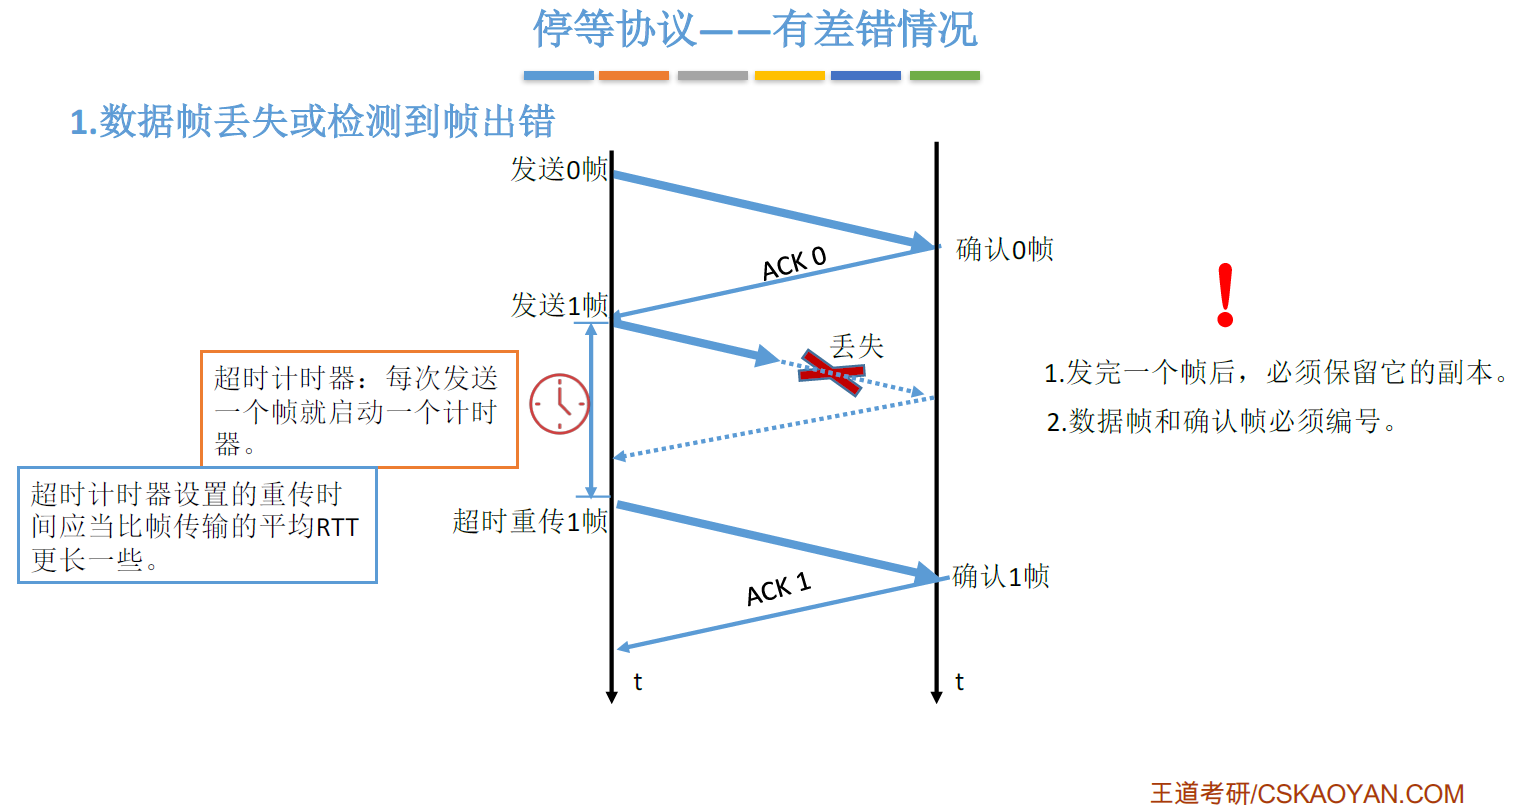 停等协议——有差错情况
1.数据帧丢失或检测到帧出错
发送0帧
确认0帧
ACK 0
发送1帧
丢失
超时计时器：每次发送
一个帧就启动一个计时
器。
1.发完一个帧后，必须保留它的副本。
2.数据帧和确认帧必须编号。
超时计时器设置的重传时
间应当比帧传输的平均RTT
更长一些。
超时重传1帧
确认1帧
ACK 1
t
t
王道考研/CSKAOYAN.COM